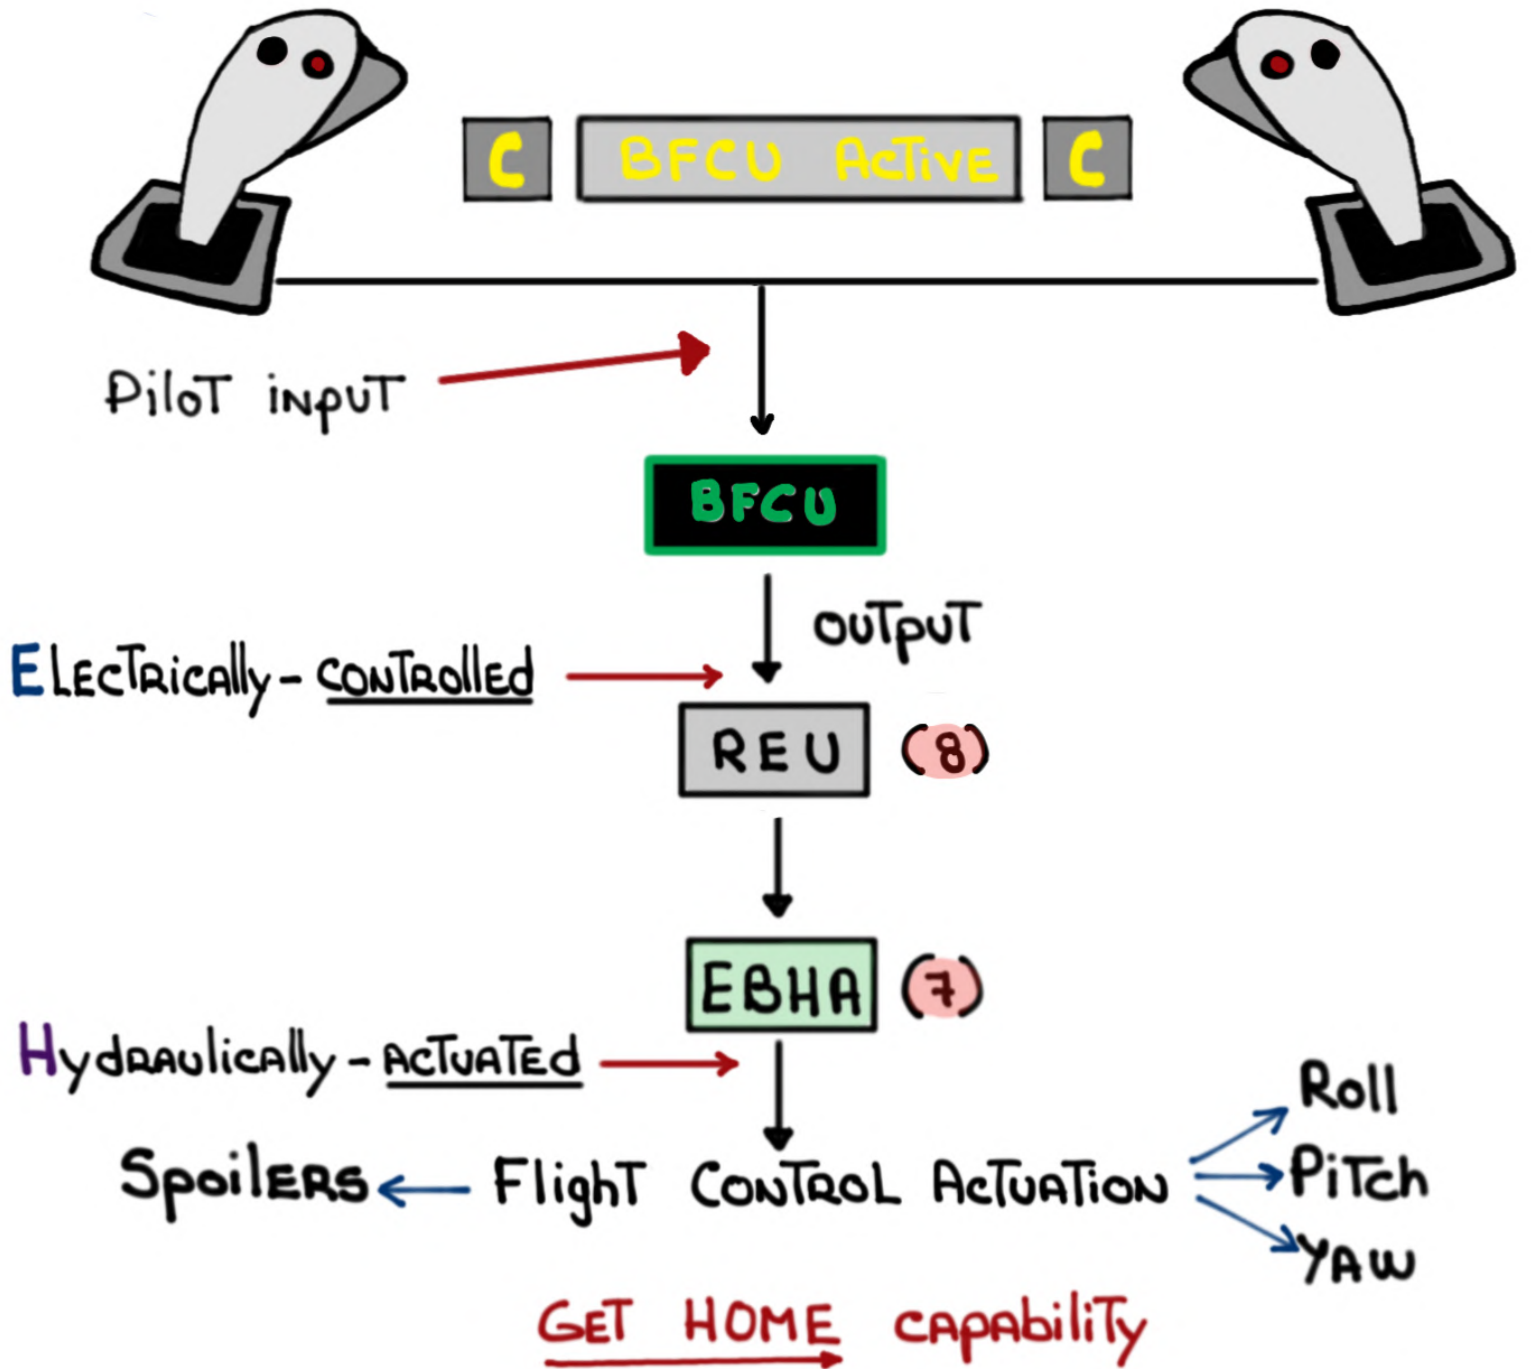 C BFCU ACTIVE C
PILOT INPUT
BFCU
OUTPUT
ELECTRICALLY-CONTROLLED
REU (8)
EBHA (7)
HYDRAULICALLY-ACTUATED
ROLL
SPOILERS FLIGHT CONTROL ACTUATION PITCH
YAW
GET HOME CAPABILITY